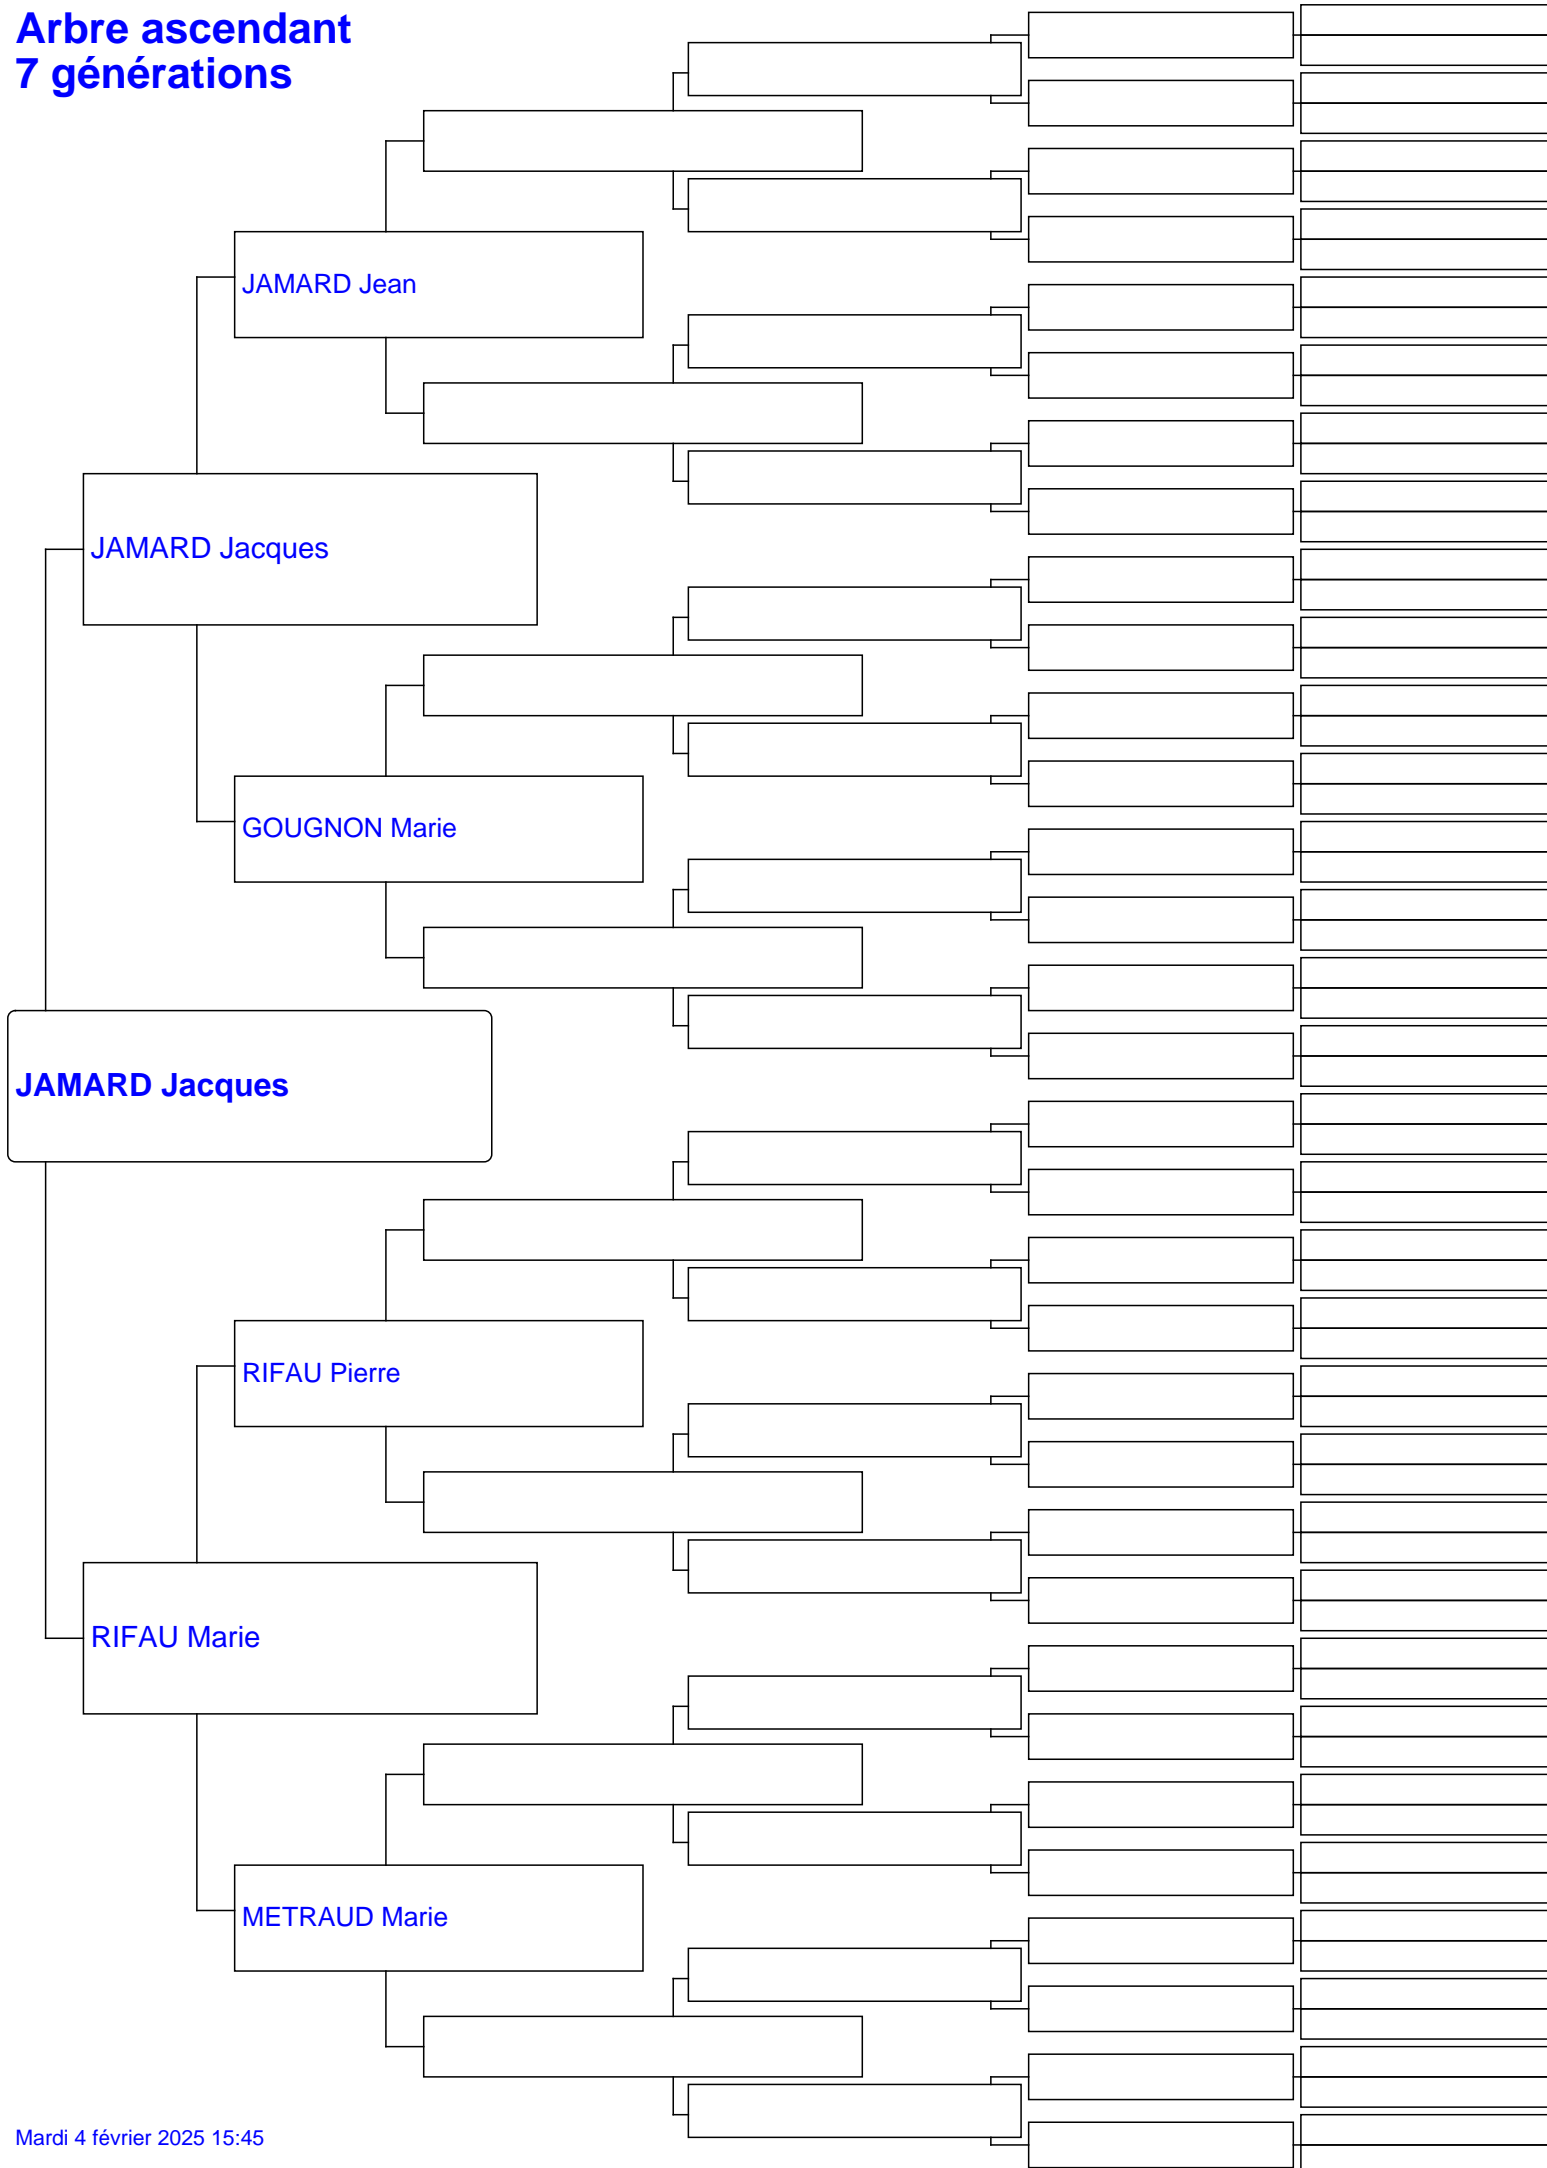 Arbre ascendant
7 générations
JAMARD Jean
JAMARD Jacques
GOUGNON Marie
JAMARD Jacques
RIFAU Pierre
RIFAU Marie
METRAUD Marie
Mardi 4 février 2025 15:45